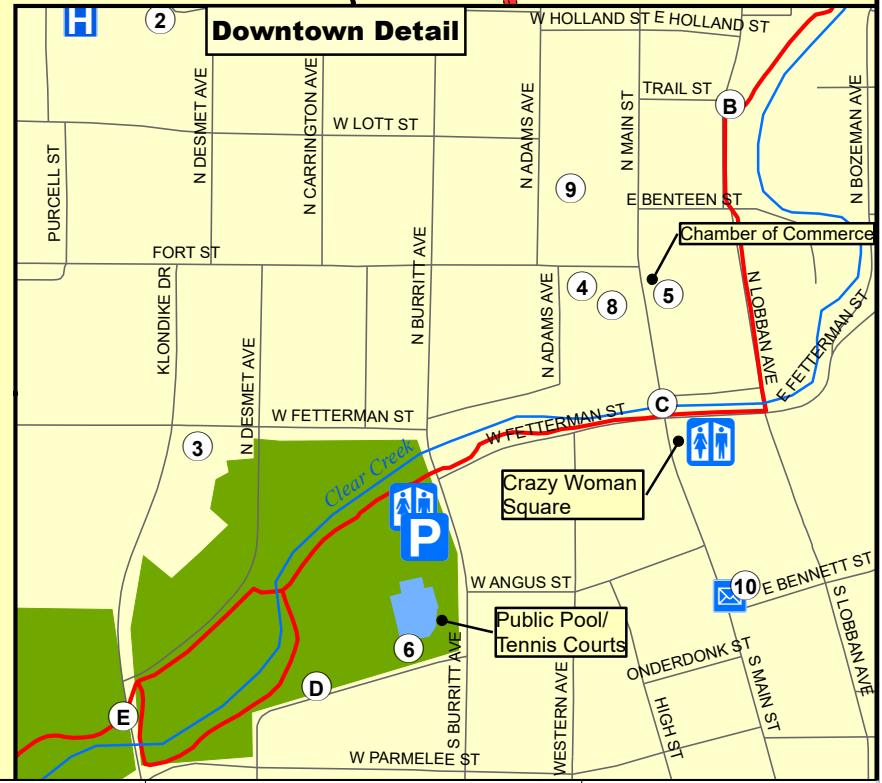 H
2
Downtown Detail
W HOLLAND ST
E HOLLAND ST
TRAIL ST
B
N DESMET AVE
N CARRINGTON AVE
N ADAMS AVE
N MAIN ST
N BOZEMAN AVE
W LOTT ST
PURCELL ST
9
E BENTEEN ST
Chamber of Commerce
FORT ST
KLONDIKE DR
N BURRITT AVE
N ADAMS AVE
4
8
5
N LOBBAN AVE
E FETTERMAN ST
N DESMET AVE
W FETTERMAN ST
W FETTERMAN ST
C
3
Clear Creek
Crazy Woman
Square
P
W ANGUS ST
10
E BENNETT ST
Public Pool/
Tennis Courts
6
S BURRITT AVE
WESTERN AVE
ONDERDONK ST
HIGH ST
S MAIN ST
S LOBBAN AVE
D
E
W PARMELEE ST